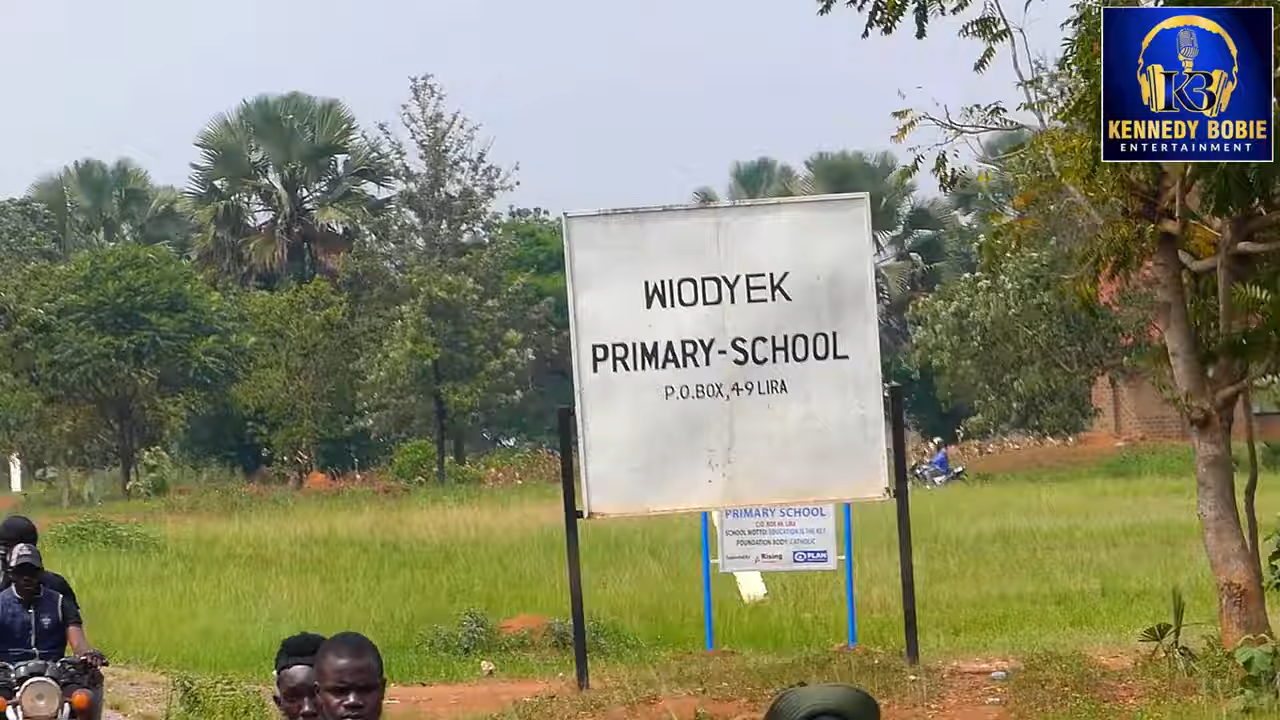 K3
KENNEDY BOBIE
ENTERTAINMENT
WIODYEK
PRIMARY-SCHOOL
P.O.BOX, 49 LIRA
PRIMARY SCHOOL
SCHOOL MOTTO: EDUCATION IS THE KEY
FOUNDATION BODY: CATHOLIC
Rising
PLAN